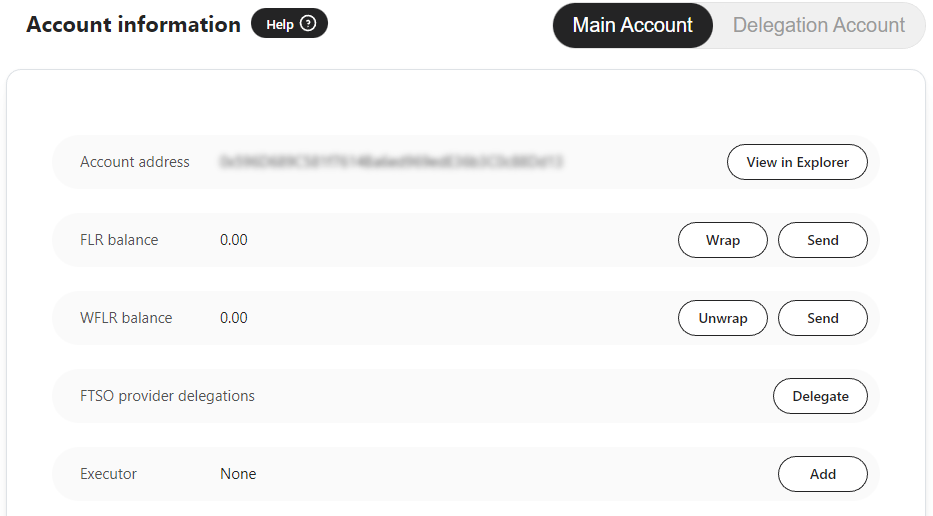 Account information Help ? Main Account Delegation Account
Account address View in Explorer
FLR balance 0.00 Wrap Send
WFLR balance 0.00 Unwrap Send
FTSO provider delegations Delegate
Executor None Add